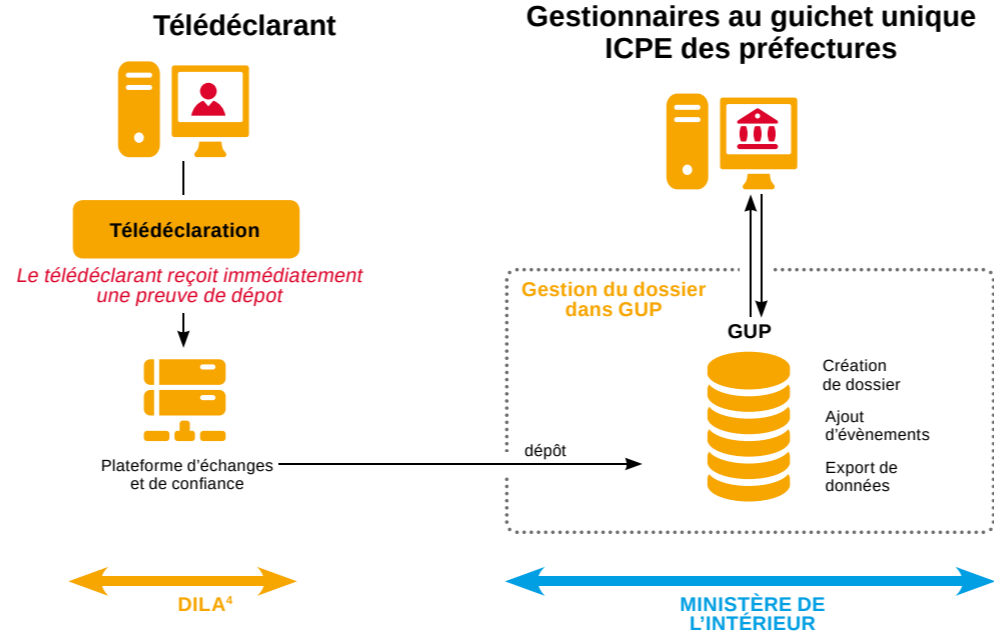 Télédéclarant
Télédéclaration
Le télédéclarant reçoit immédiatement
une preuve de dépot
Plateforme d'échanges
et de confiance
dépôt
DILA⁴
Gestionnaires au guichet unique
ICPE des préfectures
Gestion du dossier
dans GUP
GUP
Création
de dossier
Ajout
d'évènements
Export de
données
MINISTÈRE DE
L'INTÉRIEUR